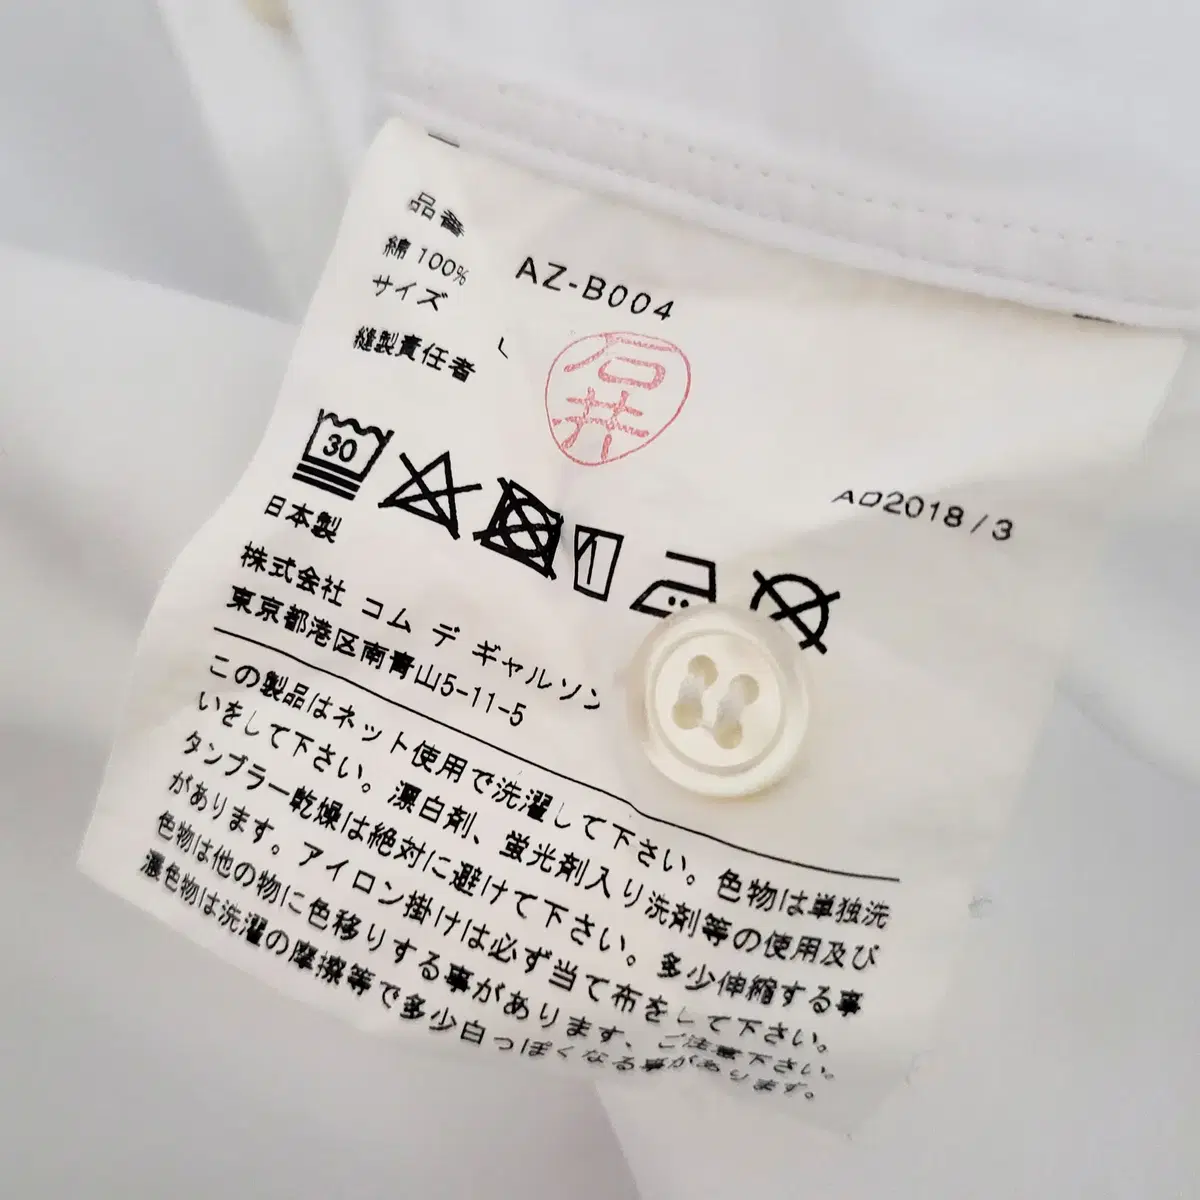 品番 AZ-B004
綿 100%
サイズ L
縫製責任者 石井
AD2018/3
30
日本製
株式会社 コム デ ギャルソン
東京都港区南青山5-11-5
この製品はネット使用で洗濯して下さい。色物は単独洗
いをして下さい。漂白剤、蛍光剤入り洗剤等の使用及び
タンブラー乾燥は絶対に避けて下さい。多少伸縮する事
があります。アイロン掛けは必ず当て布をして下さい。
色物は他の物に色移りする事があります、ご注意下さい。
濃色物は洗濯の摩擦等で多少白っぽくなる事があります。